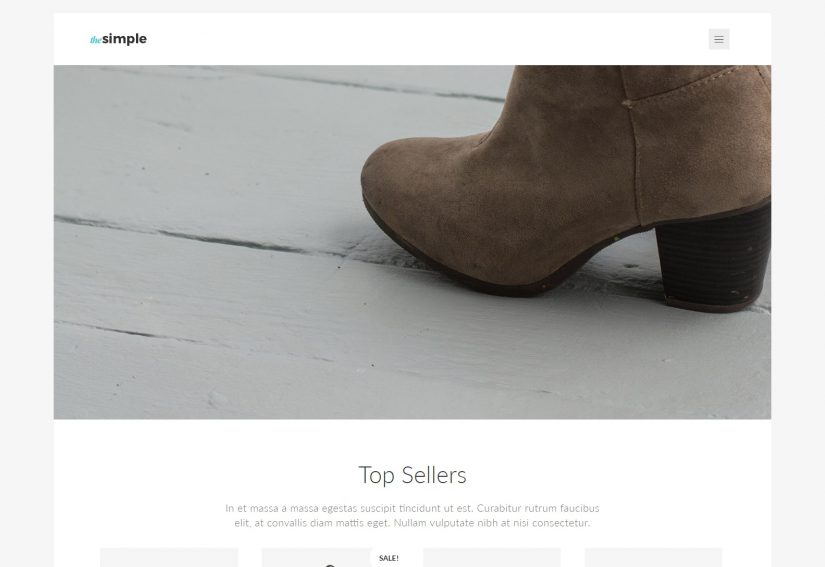 thesimple
Top Sellers
In et massa a massa egestas suscipit tincidunt ut est. Curabitur rutrum faucibus
elit, at convallis diam mattis eget. Nullam vulputate nibh at nisi consectetur.
SALE!